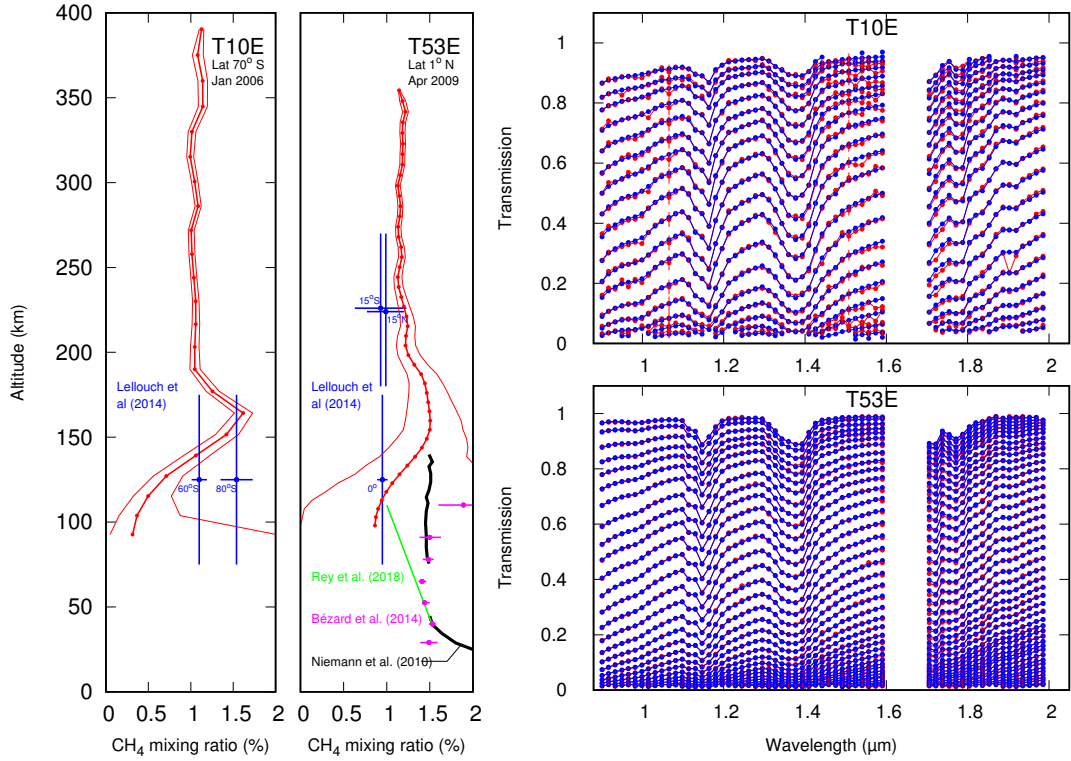 400
350
300
250
200
150
100
50
0
Altitude (km)
T10E
Lat 70° S
Jan 2006
Lellouch et
al (2014)
60°S
80°S
0 0.5 1 1.5 2
CH4 mixing ratio (%)
T53E
Lat 1° N
Apr 2009
15°S
15°N
Lellouch et
al (2014)
0°
Rey et al. (2018)
Bézard et al. (2014)
Niemann et al. (2010)
0 0.5 1 1.5 2
CH4 mixing ratio (%)
T10E
Transmission
1
0.8
0.6
0.4
0.2
0
1 1.2 1.4 1.6 1.8 2
T53E
Transmission
1
0.8
0.6
0.4
0.2
0
1 1.2 1.4 1.6 1.8 2
Wavelength (μm)